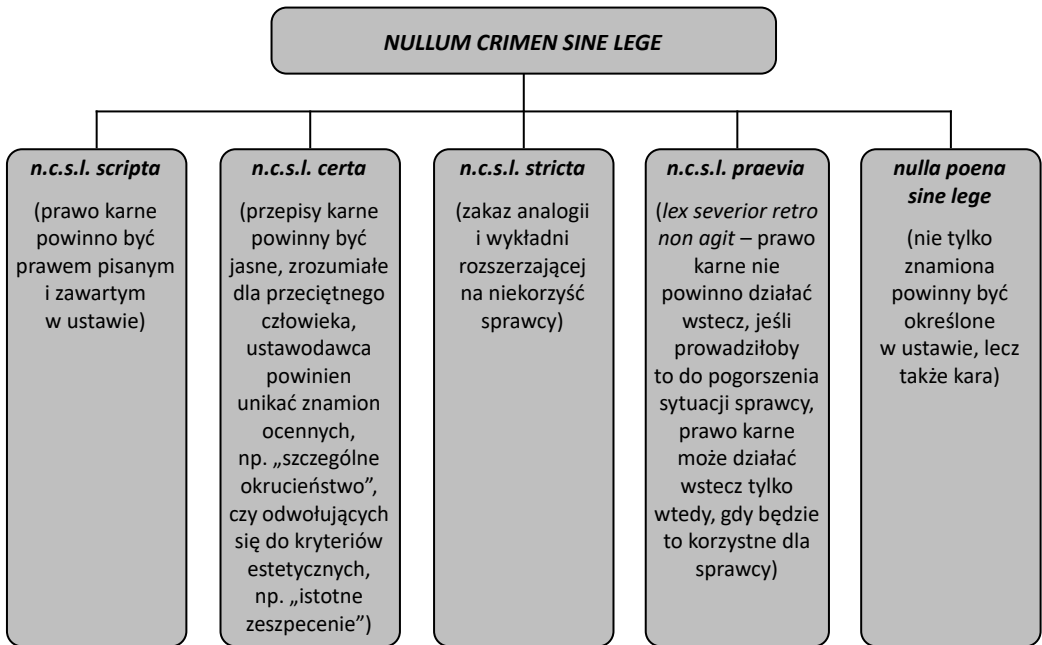 NULLUM CRIMEN SINE LEGE
n.c.s.l. scripta
(prawo karne
powinno być
prawem pisanym
i zawartym
w ustawie)
n.c.s.l. certa
(przepisy karne
powinny być
jasne, zrozumiałe
dla przeciętnego
człowieka,
ustawodawca
powinien
unikać znamion
ocennych,
np. „szczególne
okrucieństwo”,
czy odwołujących
się do kryteriów
estetycznych,
np. „istotne
zeszpecenie”)
n.c.s.l. stricta
(zakaz analogii
i wykładni
rozszerzającej
na niekorzyść
sprawcy)
n.c.s.l. praevia
(lex severior retro
non agit – prawo
karne nie
powinno działać
wstecz, jeśli
prowadziłoby
to do pogorszenia
sytuacji sprawcy,
prawo karne
może działać
wstecz tylko
wtedy, gdy będzie
to korzystne dla
sprawcy)
nulla poena
sine lege
(nie tylko
znamiona
powinny być
określone
w ustawie, lecz
także kara)